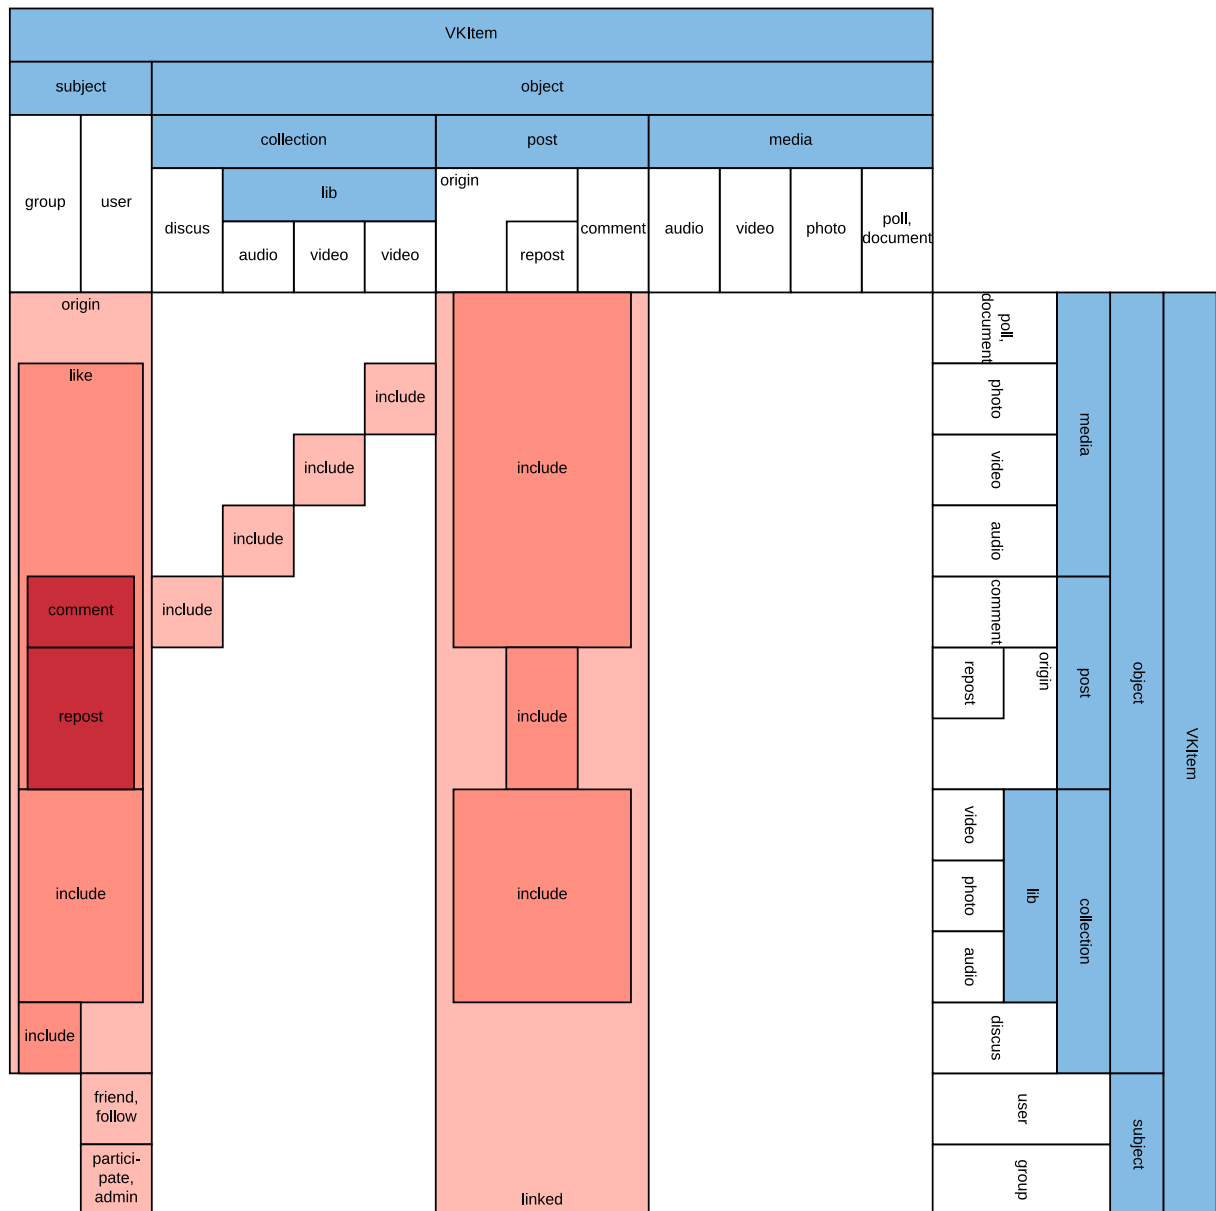 VKItem
subject
object
collection
post
media
group
user
discus
lib
origin
comment
audio
video
photo
poll,
document
audio
video
video
repost
origin
like
include
include
include
include
include
comment
repost
include
include
include
include
friend,
follow
partici-
pate,
admin
linked
poll,
document
photo
video
audio
comment
origin
repost
video
photo
audio
discus
user
group
media
post
lib
collection
object
subject
VKItem